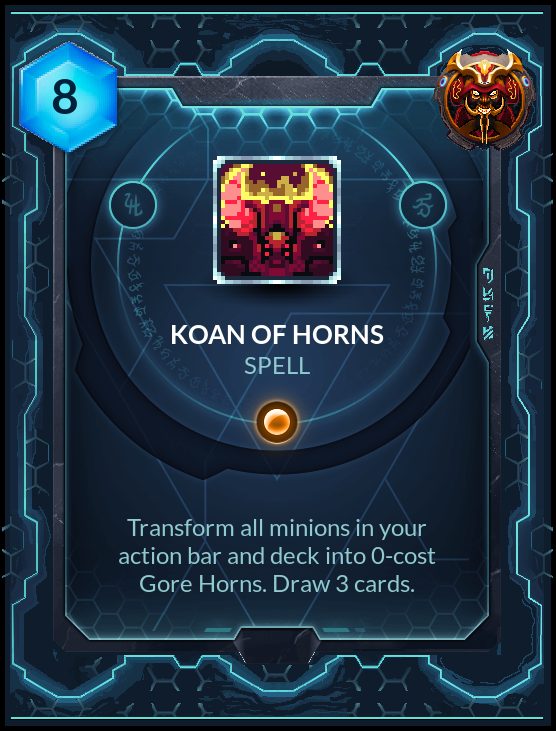 8
KOAN OF HORNS
SPELL
Transform all minions in your
action bar and deck into 0-cost
Gore Horns. Draw 3 cards.